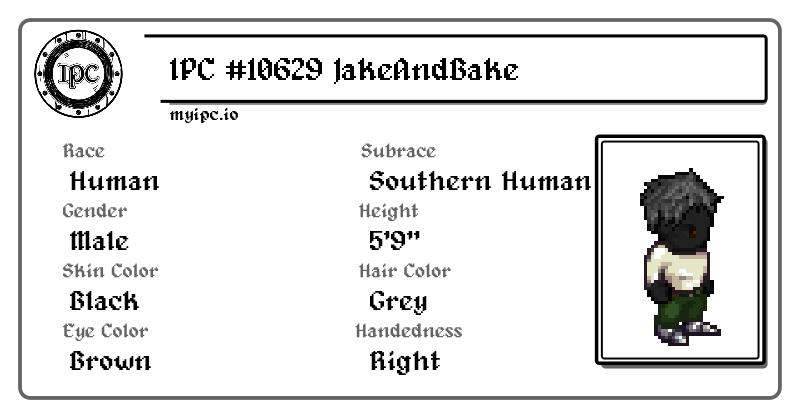 IPC
IPC #10629 JakeAndBake
myipc.io
Race
Human
Subrace
Southern Human
Gender
Male
Height
5'9"
Skin Color
Black
Hair Color
Grey
Eye Color
Brown
Handedness
Right